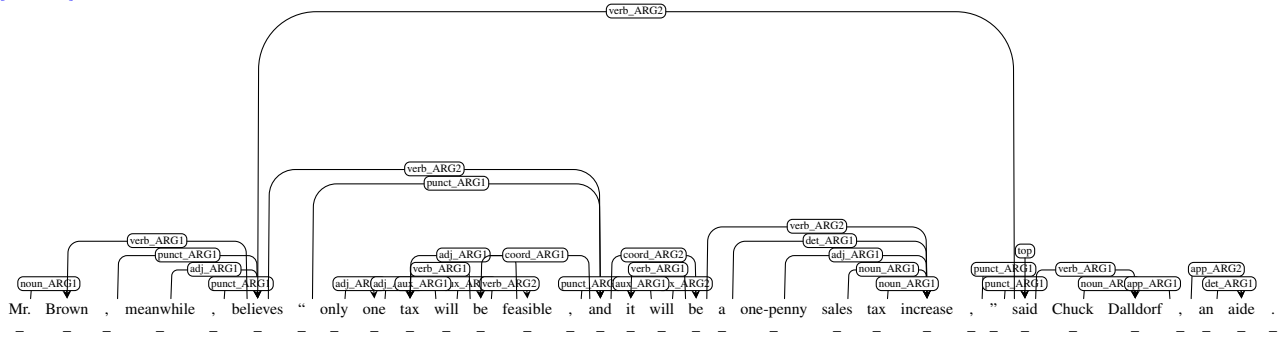 verb_ARG2
verb_ARG2
punct_ARG1
verb_ARG2
verb_ARG1 det_ARG1
punct_ARG1 adj_ARG1 coord_ARG1 coord_ARG2 adj_ARG1 top
adj_ARG1 verb_ARG1 verb_ARG1 noun_ARG1 punct_ARG1 verb_ARG1 app_ARG2
noun_ARG1 punct_ARG1 aux_ARG1 verb_ARG2 aux_ARG1 noun_ARG1 punct_ARG1 app_ARG1 det_ARG1
Mr. Brown , meanwhile , believes “ only one tax will be feasible , and it will be a one-penny sales tax increase , ” said Chuck Dalldorf , an aide .
_ _ _ _ _ _ _ _ _ _ _ _ _ _ _ _ _ _ _ _ _ _ _ _ _ _ _ _ _ _ _ _